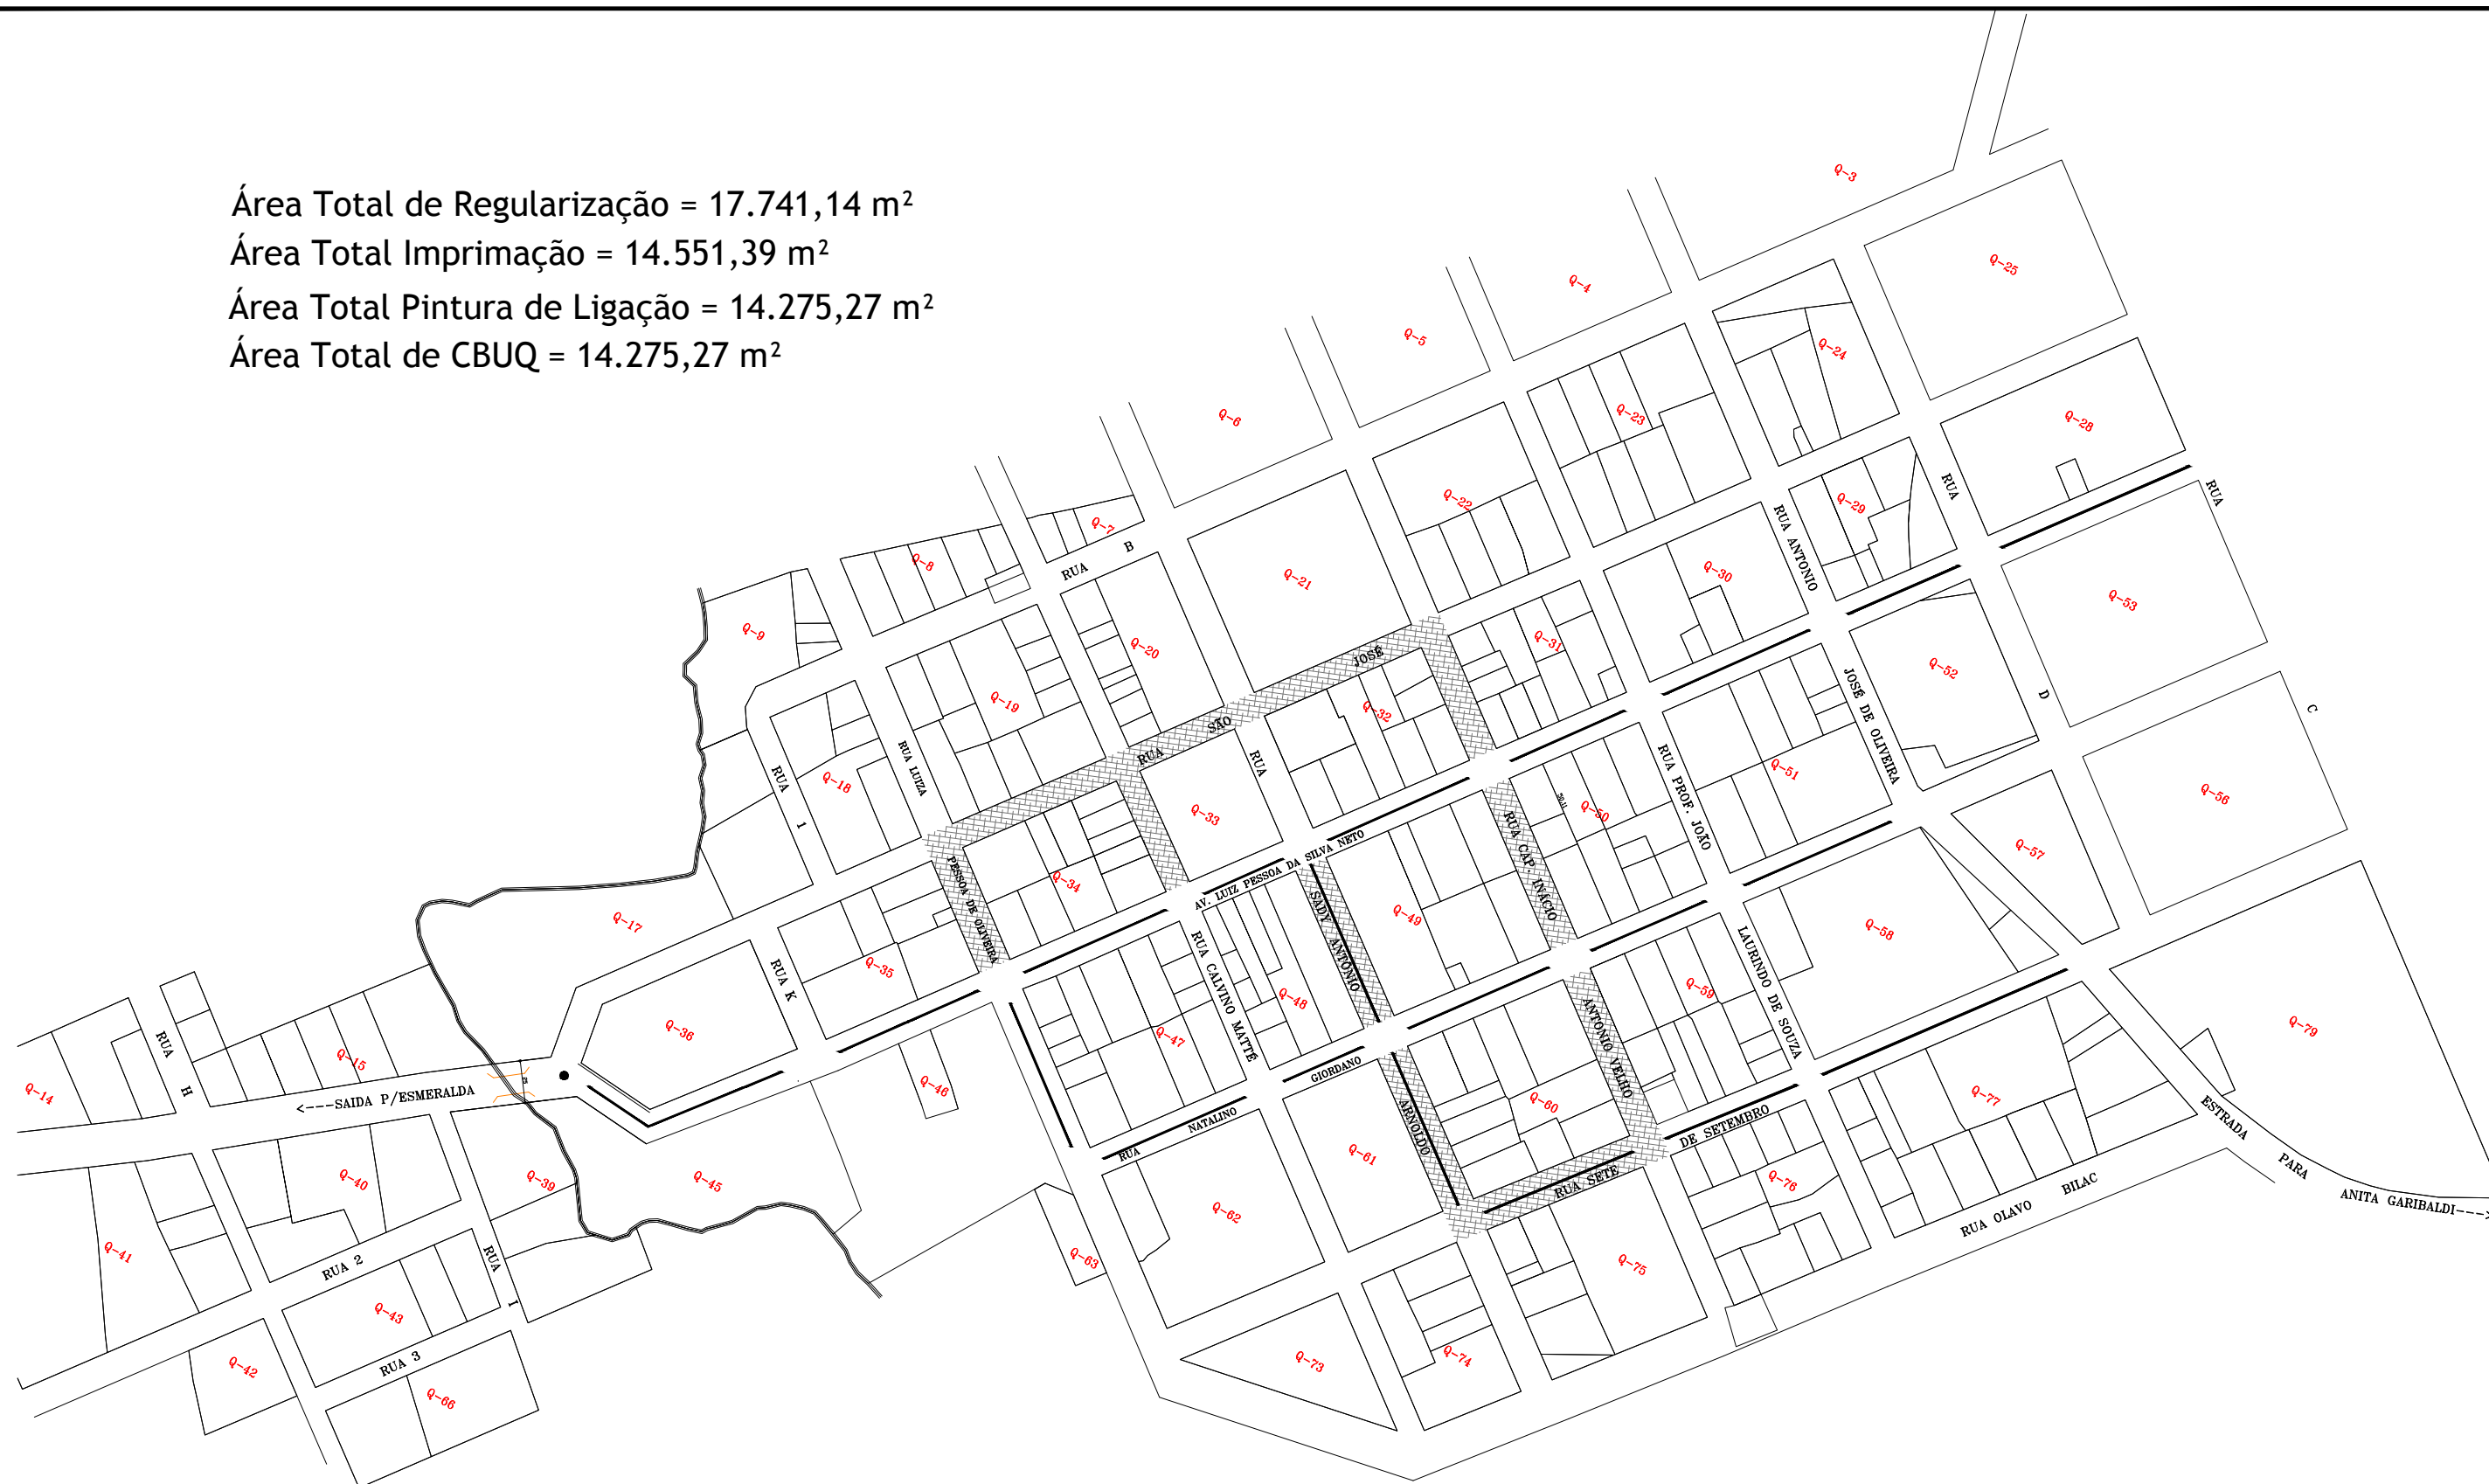 Área Total de Regularização = 17.741,14 m²
Área Total Imprimação = 14.551,39 m²
Área Total Pintura de Ligação = 14.275,27 m²
Área Total de CBUQ = 14.275,27 m²
Q-3
Q-4
Q-5
Q-6
Q-7
Q-8
Q-9
Q-25
Q-24
Q-23
Q-22
Q-21
Q-20
Q-19
Q-18
Q-17
Q-28
Q-29
Q-30
Q-31
Q-32
Q-33
Q-34
Q-35
Q-36
Q-15
Q-14
Q-53
Q-52
Q-51
Q-50
Q-49
Q-48
Q-47
Q-46
Q-45
Q-39
Q-40
Q-41
Q-56
Q-57
Q-58
Q-59
Q-60
Q-61
Q-62
Q-63
Q-43
Q-42
Q-66
Q-79
Q-77
Q-76
Q-75
Q-74
Q-73
RUA B
RUA 1
RUA LUIZA
PESSOA DE OLIVEIRA
RUA SÃO JOSÉ
RUA
SADY ANTÔNIO
ARNOLDO
RUA CAP. INÁCIO
ANTONIO VELHO
RUA PROF. JOÃO
LAURINDO DE SOUZA
RUA ANTONIO
JOSÉ DE OLIVEIRA
RUA D
RUA C
AV. LUIZ PESSOA DA SILVA NETO
RUA CALVINO MATTÉ
RUA NATALINO
GIORDANO
RUA SETE
DE SETEMBRO
RUA OLAVO BILAC
ESTRADA PARA
ANITA GARIBALDI---->
RUA K
RUA H
<----SAIDA P/ESMERALDA
RUA 2
RUA I
RUA 3